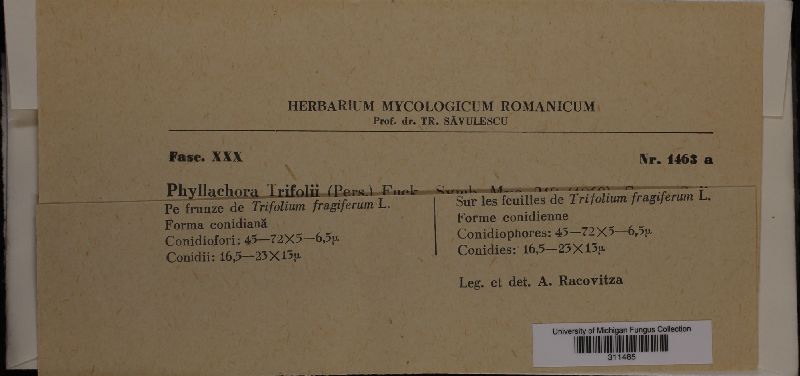 HERBARIUM MYCOLOGICUM ROMANICUM
Prof. dr. TR. SĂVULESCU
Fasc. XXX
Nr. 1463 a
Phyllachora Trifolii (Pers.) Fuck.
Pe frunze de Trifolium fragiferum L.
Forma conidiană
Conidiofori: 45—72×5—6,5µ
Conidii: 16,5—23×13µ
Sur les feuilles de Trifolium fragiferum L.
Forme conidienne
Conidiophores: 45—72×5—6,5µ
Conidies: 16,5—23×13µ
Leg. et det. A. Racovitza
University of Michigan Fungus Collection
311485